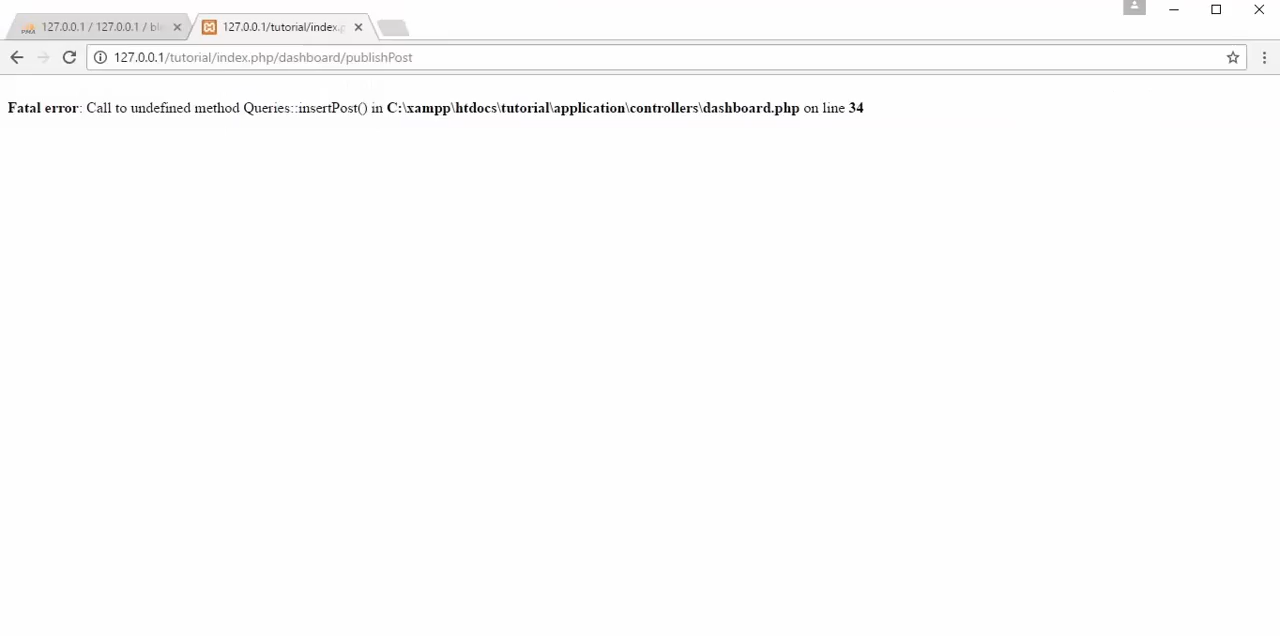 127.0.0.1 / 127.0.0.1 / bl
127.0.0.1/tutorial/index.p
127.0.0.1/tutorial/index.php/dashboard/publishPost
Fatal error: Call to undefined method Queries::insertPost() in C:\xampp\htdocs\tutorial\application\controllers\dashboard.php on line 34